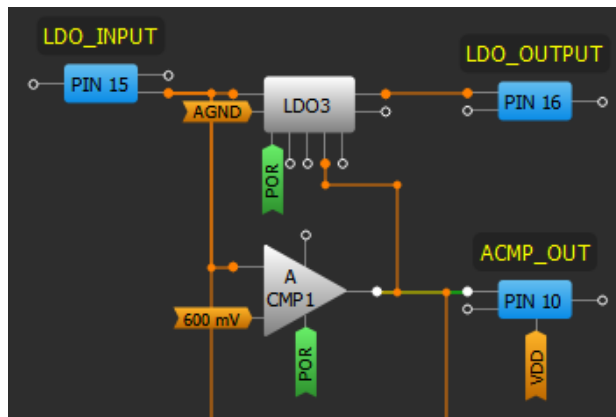 LDO_INPUT
LDO_OUTPUT
PIN 15
LDO3
PIN 16
AGND
POR
ACMP_OUT
A
CMP1
PIN 10
600 mV
POR
VDD